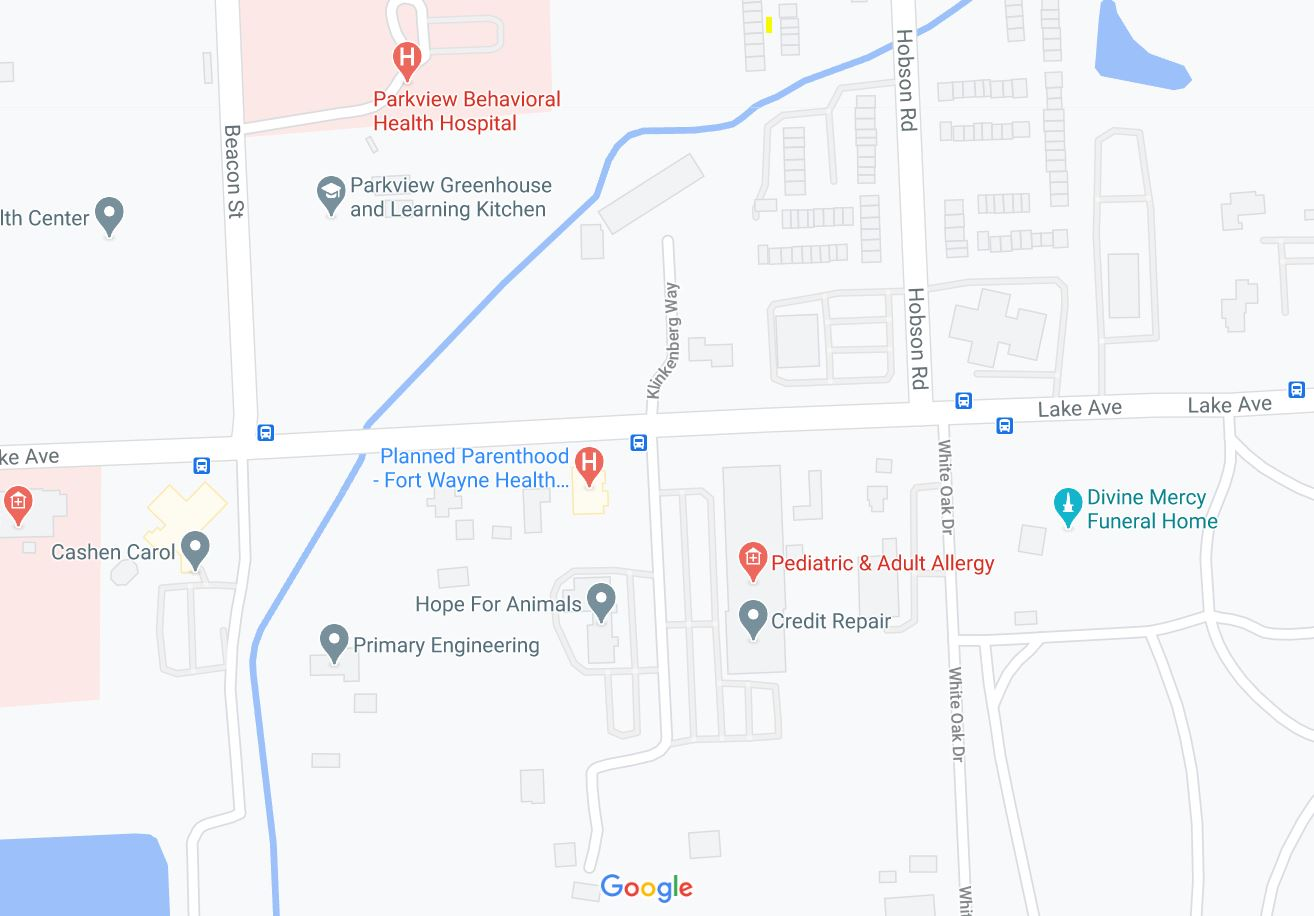 Hobson Rd
Parkview Behavioral
Health Hospital
Beacon St
Parkview Greenhouse
and Learning Kitchen
lth Center
Klinkenberg Way
Hobson Rd
Lake Ave
Lake Ave
ke Ave
Planned Parenthood
- Fort Wayne Health...
White Oak Dr
Divine Mercy
Funeral Home
Cashen Carol
Pediatric & Adult Allergy
Hope For Animals
Credit Repair
Primary Engineering
White Oak Dr
Google
Whit